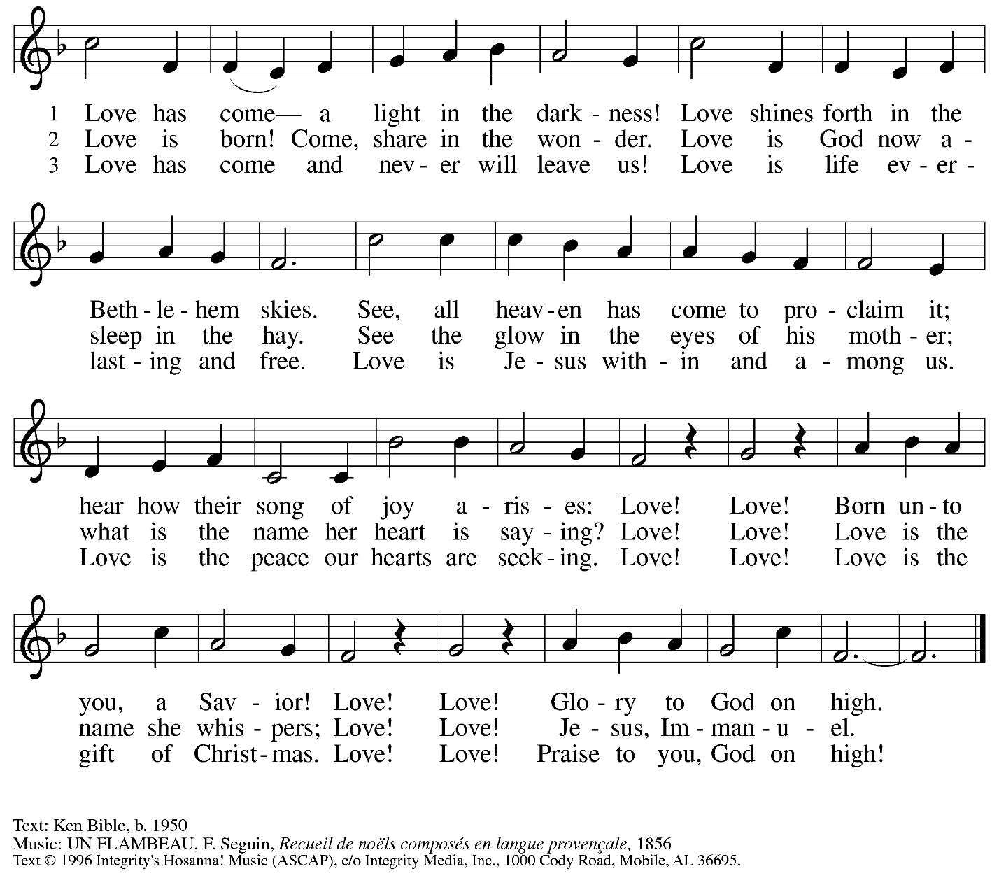 1 Love has come— a light in the dark - ness! Love shines forth in the
2 Love is born! Come, share in the won - der. Love is God now a -
3 Love has come and nev - er will leave us! Love is life ev - er -
Beth - le - hem skies. See, all heav - en has come to pro - claim it;
sleep in the hay. See the glow in the eyes of his moth - er;
last - ing and free. Love is Je - sus with - in and a - mong us.
hear how their song of joy a - ris - es: Love! Love! Born un - to
what is the name her heart is say - ing? Love! Love! Love is the
Love is the peace our hearts are seek - ing. Love! Love! Love is the
you, a Sav - ior! Love! Love! Glo - ry to God on high.
name she whis - pers; Love! Love! Je - sus, Im - man - u - el.
gift of Christ - mas. Love! Love! Praise to you, God on high!
Text: Ken Bible, b. 1950
Music: UN FLAMBEAU, F. Seguin, Recueil de noëls composés en langue provençale, 1856
Text © 1996 Integrity's Hosanna! Music (ASCAP), c/o Integrity Media, Inc., 1000 Cody Road, Mobile, AL 36695.